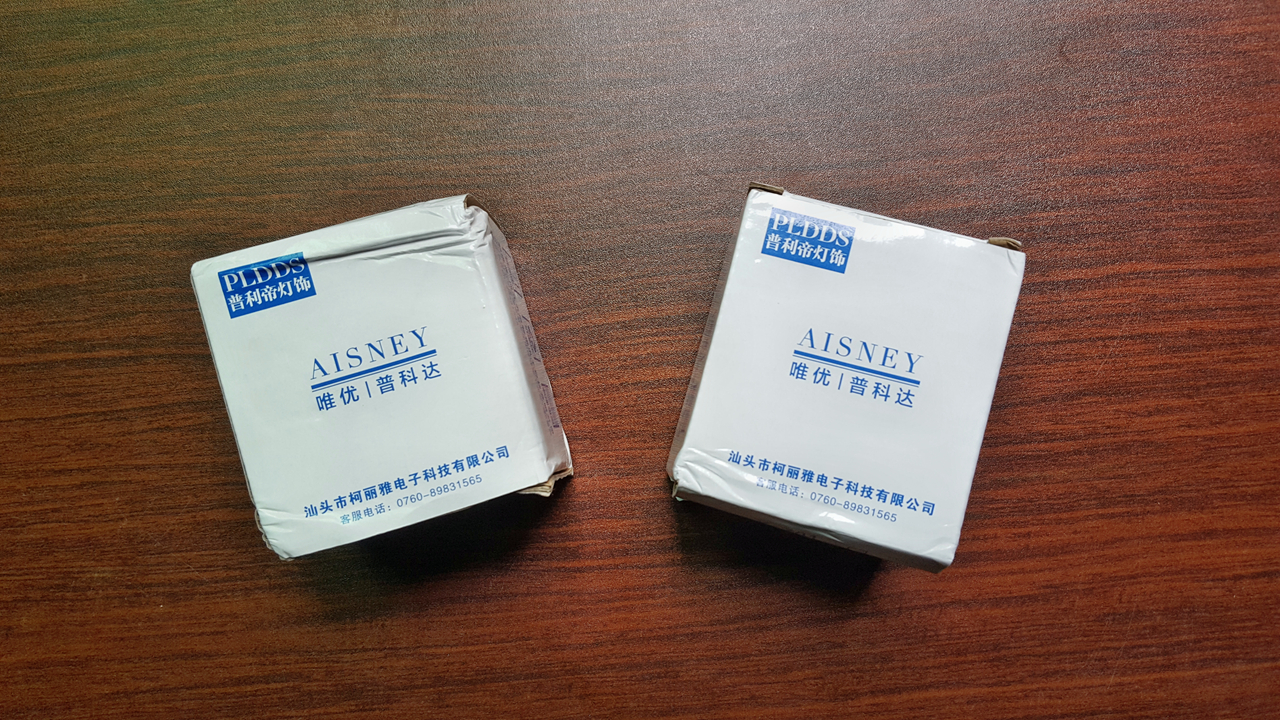 PLDDS
普利帝灯饰
AISNEY
唯优|普科达
汕头市柯丽雅电子科技有限公司
客服电话：0760-89831565
PLDDS
普利帝灯饰
AISNEY
唯优|普科达
汕头市柯丽雅电子科技有限公司
客服电话：0760-89831565